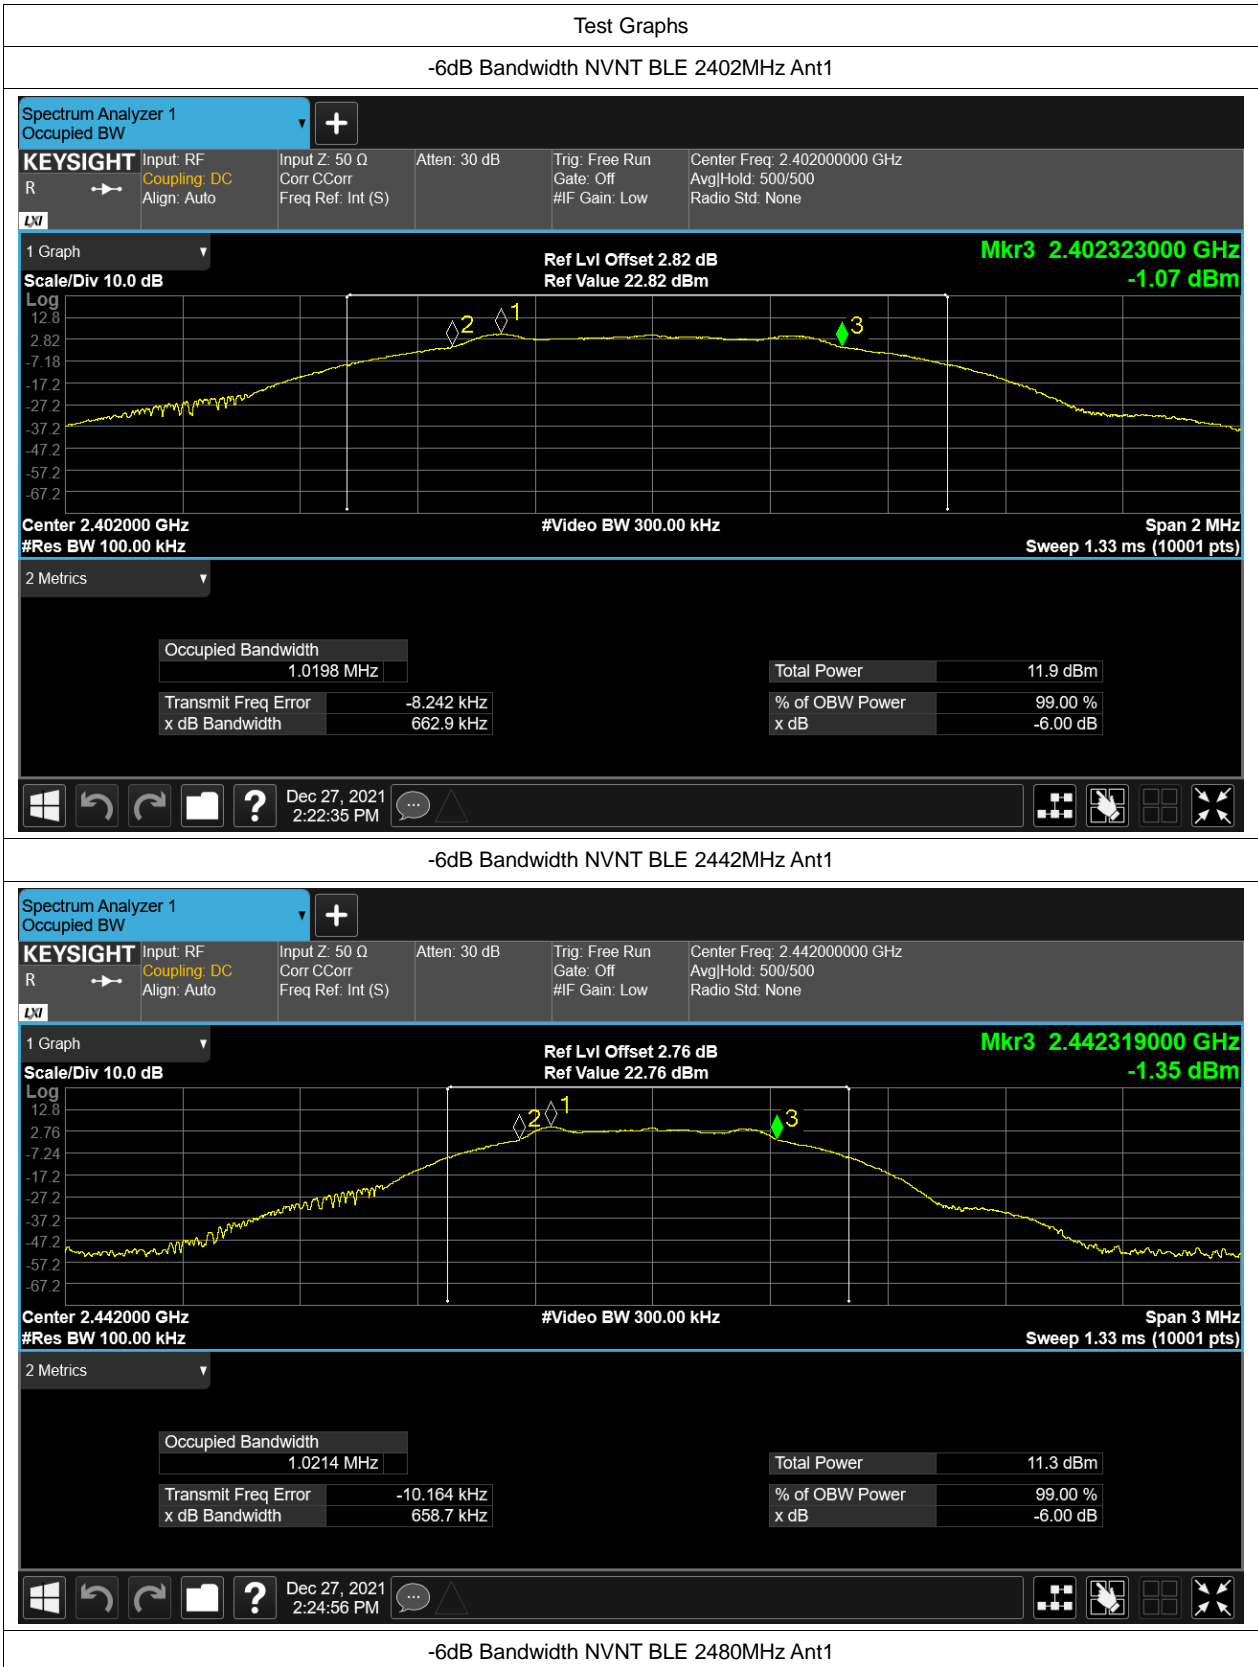 Test Graphs
-6dB Bandwidth NVNT BLE 2402MHz Ant1
Spectrum Analyzer 1
Occupied BW
KEYSIGHT Input: RF Input Z: 50 Ω Atten: 30 dB Trig: Free Run Center Freq: 2.402000000 GHz
R Coupling: DC Corr CCorr Gate: Off Avg|Hold: 500/500
Align: Auto Freq Ref: Int (S) #IF Gain: Low Radio Std: None
LXI
1 Graph Ref Lvl Offset 2.82 dB Mkr3 2.402323000 GHz
Scale/Div 10.0 dB Ref Value 22.82 dBm -1.07 dBm
Log
12.8
2.82
-7.18
-17.2
-27.2
-37.2
-47.2
-57.2
-67.2
2 1 3
Center 2.402000 GHz #Video BW 300.00 kHz Span 2 MHz
#Res BW 100.00 kHz Sweep 1.33 ms (10001 pts)
2 Metrics
Occupied Bandwidth
1.0198 MHz Total Power 11.9 dBm
Transmit Freq Error -8.242 kHz % of OBW Power 99.00 %
x dB Bandwidth 662.9 kHz x dB -6.00 dB
? Dec 27, 2021
2:22:35 PM
-6dB Bandwidth NVNT BLE 2442MHz Ant1
Spectrum Analyzer 1
Occupied BW
KEYSIGHT Input: RF Input Z: 50 Ω Atten: 30 dB Trig: Free Run Center Freq: 2.442000000 GHz
R Coupling: DC Corr CCorr Gate: Off Avg|Hold: 500/500
Align: Auto Freq Ref: Int (S) #IF Gain: Low Radio Std: None
LXI
1 Graph Ref Lvl Offset 2.76 dB Mkr3 2.442319000 GHz
Scale/Div 10.0 dB Ref Value 22.76 dBm -1.35 dBm
Log
12.8
2.76
-7.24
-17.2
-27.2
-37.2
-47.2
-57.2
-67.2
2 1 3
Center 2.442000 GHz #Video BW 300.00 kHz Span 3 MHz
#Res BW 100.00 kHz Sweep 1.33 ms (10001 pts)
2 Metrics
Occupied Bandwidth
1.0214 MHz Total Power 11.3 dBm
Transmit Freq Error -10.164 kHz % of OBW Power 99.00 %
x dB Bandwidth 658.7 kHz x dB -6.00 dB
? Dec 27, 2021
2:24:56 PM
-6dB Bandwidth NVNT BLE 2480MHz Ant1